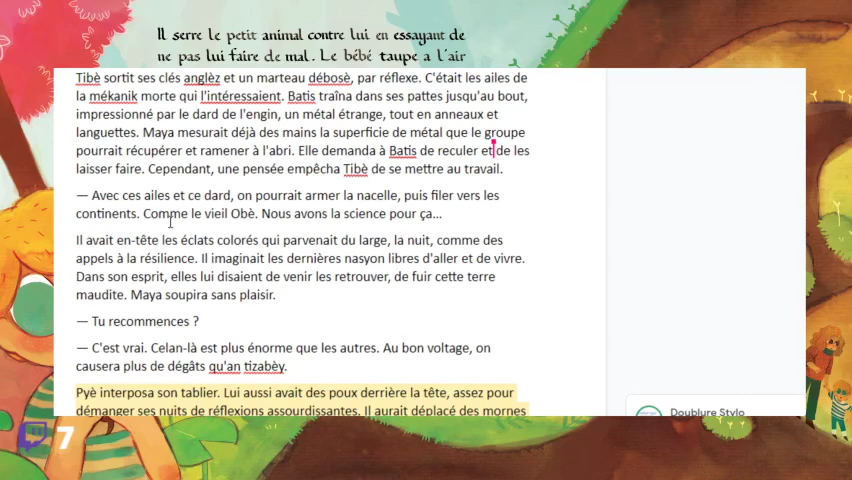 Il serre le petit animal contre lui en essayant de
ne pas lui faire de mal. Le bébé taupe a l'air
Tibè sortit ses clés anglèz et un marteau débosè, par réflexe. C'était les ailes de
la mékanik morte qui l'intéressaient. Batis traîna dans ses pattes jusqu'au bout,
impressionné par le dard de l'engin, un métal étrange, tout en anneaux et
languettes. Maya mesurait déjà des mains la superficie de métal que le groupe
pourrait récupérer et ramener à l'abri. Elle demanda à Batis de reculer et de les
laisser faire. Cependant, une pensée empêcha Tibè de se mettre au travail.
— Avec ces ailes et ce dard, on pourrait armer la nacelle, puis filer vers les
continents. Comme le vieil Obè. Nous avons la science pour ça...
Il avait en-tête les éclats colorés qui parvenait du large, la nuit, comme des
appels à la résilience. Il imaginait les dernières nasyon libres d'aller et de vivre.
Dans son esprit, elles lui disaient de venir les retrouver, de fuir cette terre
maudite. Maya soupira sans plaisir.
— Tu recommences ?
— C'est vrai. Celan-là est plus énorme que les autres. Au bon voltage, on
causera plus de dégâts qu'an tizabèy.
Pyè interposa son tablier. Lui aussi avait des poux derrière la tête, assez pour
démanger ses nuits de réflexions assourdissantes. Il aurait déplacé des mornes
Doublure Stylo
7